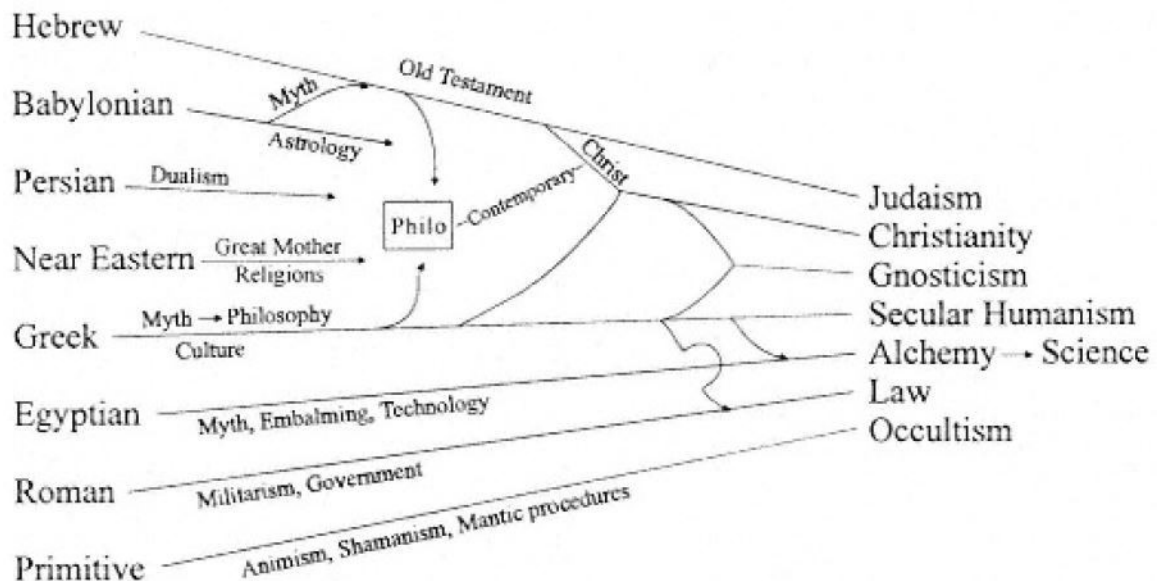 Hebrew
Old Testament
Myth
Babylonian
Astrology
Christ
Persian
Dualism
Judaism
Philo
Contemporary
Christianity
Near Eastern
Great Mother
Religions
Gnosticism
Myth → Philosophy
Secular Humanism
Greek
Culture
Alchemy → Science
Egyptian
Myth, Embalming, Technology
Law
Occultism
Roman
Militarism, Government
Primitive
Animism, Shamanism, Mantic procedures